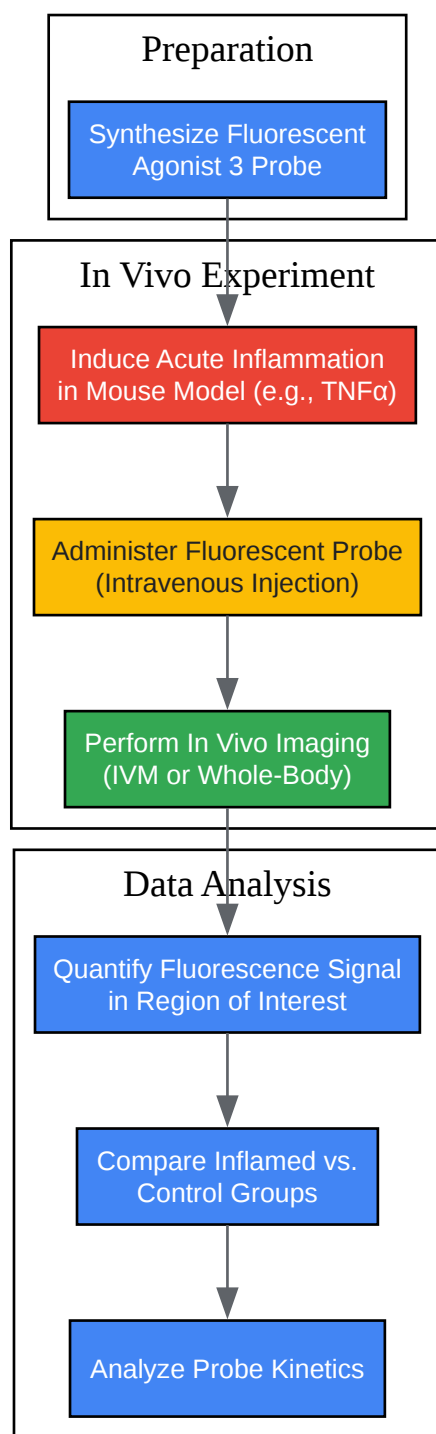 Preparation
Synthesize Fluorescent
Agonist 3 Probe
In Vivo Experiment
Induce Acute Inflammation
in Mouse Model (e.g., TNFα)
Administer Fluorescent Probe
(Intravenous Injection)
Perform In Vivo Imaging
(IVM or Whole-Body)
Data Analysis
Quantify Fluorescence Signal
in Region of Interest
Compare Inflamed vs.
Control Groups
Analyze Probe Kinetics